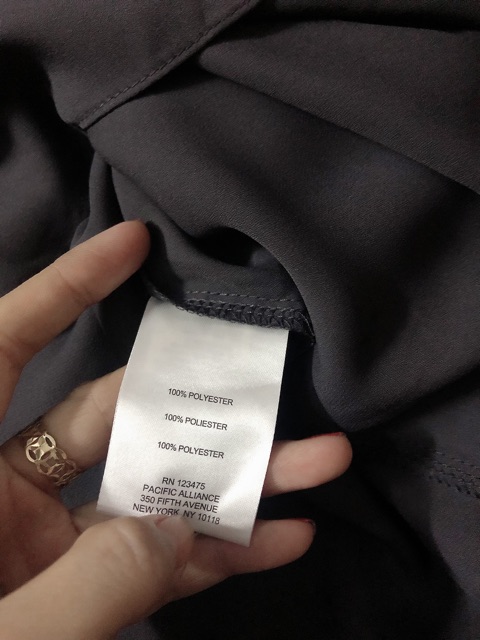 100% POLYESTER
100% POLIESTER
100% POLYESTER
RN 123475
PACIFIC ALLIANCE
350 FIFTH AVENUE
NEW YORK, NY 10118